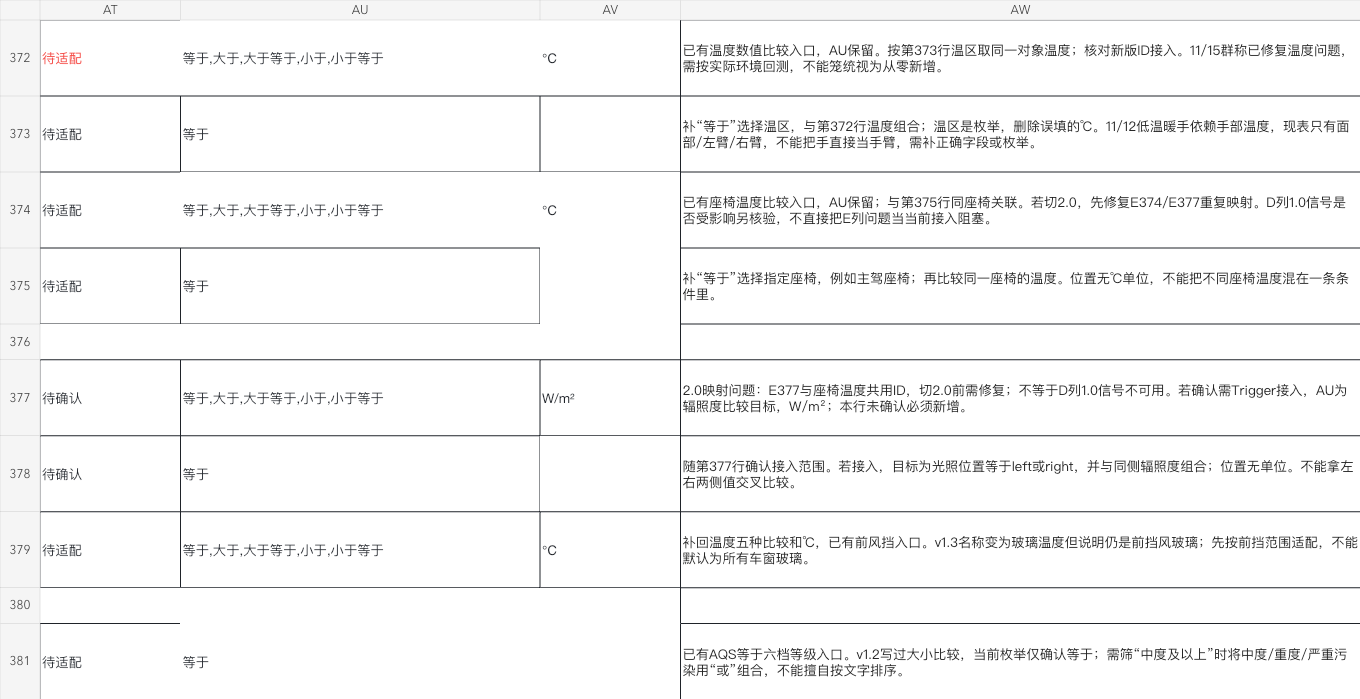 AT AU AV AW
372 待适配 等于,大于,大于等于,小于,小于等于 °C 已有温度数值比较入口，AU保留。按第373行温区取同一对象温度；核对新版ID接入。11/15群称已修复温度问题，
需按实际环境回测，不能笼统视为从零新增。
373 待适配 等于 补“等于”选择温区，与第372行温度组合；温区是枚举，删除误填的℃。11/12低温暖手依赖手部温度，现表只有面
部/左臂/右臂，不能把手直接当手臂，需补正确字段或枚举。
374 待适配 等于,大于,大于等于,小于,小于等于 °C 已有座椅温度比较入口，AU保留；与第375行同座椅关联。若切2.0，先修复E374/E377重复映射。D列1.0信号是
否受影响另核验，不直接把E列问题当当前接入阻塞。
375 待适配 等于 补“等于”选择指定座椅，例如主驾座椅；再比较同一座椅的温度。位置无℃单位，不能把不同座椅温度混在一条条
件里。
376
377 待确认 等于,大于,大于等于,小于,小于等于 W/m² 2.0映射问题：E377与座椅温度共用ID，切2.0前需修复；不等于D列1.0信号不可用。若确认需Trigger接入，AU为
辐照度比较目标，W/m²；本行未确认必须新增。
378 待确认 等于 随第377行确认接入范围。若接入，目标为光照位置等于left或right，并与同侧辐照度组合；位置无单位。不能拿左
右两侧值交叉比较。
379 待适配 等于,大于,大于等于,小于,小于等于 °C 补回温度五种比较和℃，已有前风挡入口。v1.3名称变为玻璃温度但说明仍是前挡风玻璃；先按前挡范围适配，不能
默认为所有车窗玻璃。
380
381 待适配 等于 已有AQS等于六档等级入口。v1.2写过大小比较，当前枚举仅确认等于；需筛“中度及以上”时将中度/重度/严重污
染用“或”组合，不能擅自按文字排序。